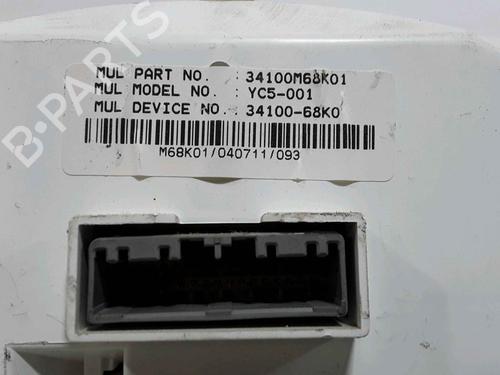 MUL PART NO. : 34100M68K01
MUL MODEL NO. : YC5-001
MUL DEVICE NO. : 34100-68K0
M68K01/040711/093
B-PARTS